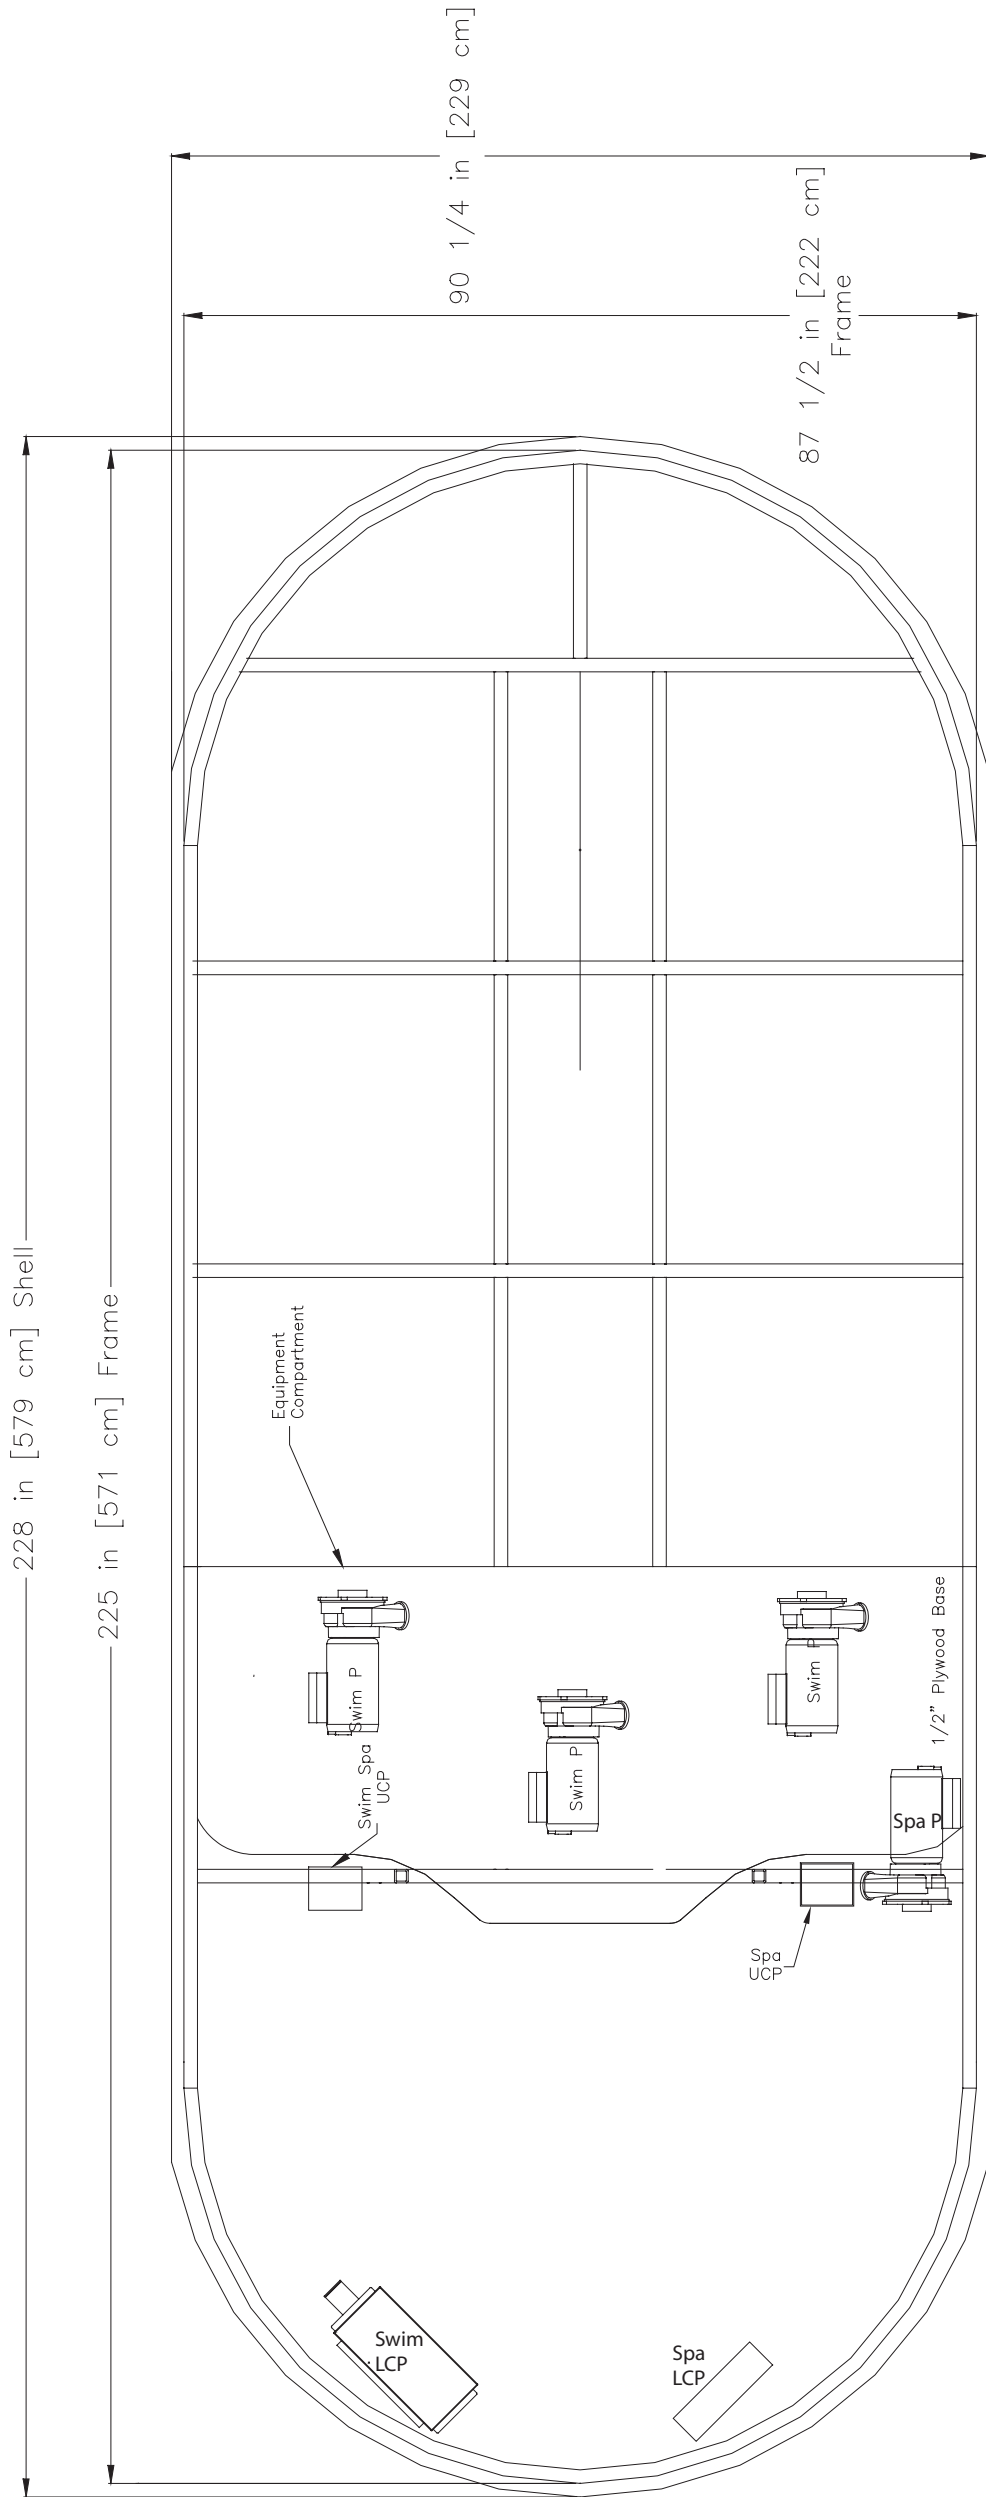 90 1/4 in [229 cm]
87 1/2 in [222 cm]
Frame
228 in [579 cm] Shell
225 in [571 cm] Frame
Equipment
Compartment
Swim P
Swim P
Swim P
1/2” Plywood Base
Swim Spa
UCP
Spa P
Spa
UCP
Swim
LCP
Spa
LCP